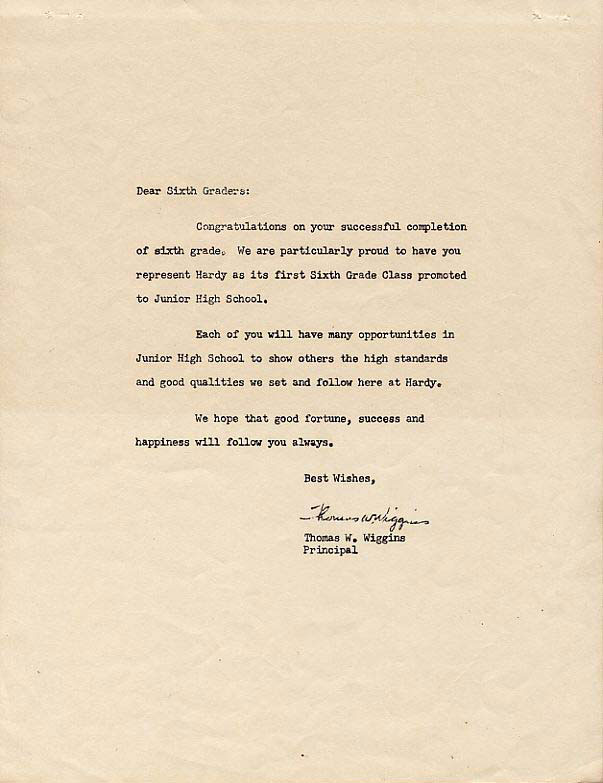 Dear Sixth Graders:
Congratulations on your successful completion
of sixth grade. We are particularly proud to have you
represent Hardy as its first Sixth Grade Class promoted
to Junior High School.
Each of you will have many opportunities in
Junior High School to show others the high standards
and good qualities we set and follow here at Hardy.
We hope that good fortune, success and
happiness will follow you always.
Best Wishes,
Thomas W. Wiggins
Thomas W. Wiggins
Principal